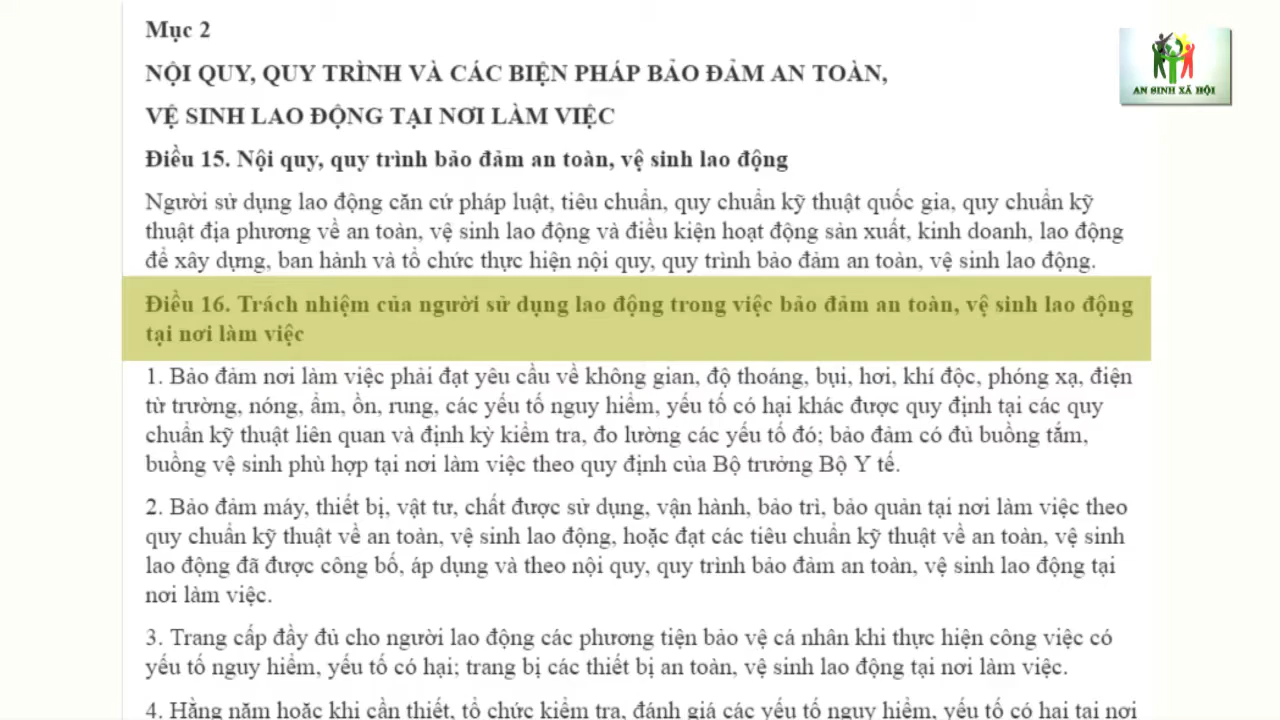 Mục 2
NỘI QUY, QUY TRÌNH VÀ CÁC BIỆN PHÁP BẢO ĐẢM AN TOÀN,
VỆ SINH LAO ĐỘNG TẠI NƠI LÀM VIỆC
AN SINH XÃ HỘI
Điều 15. Nội quy, quy trình bảo đảm an toàn, vệ sinh lao động
Người sử dụng lao động căn cứ pháp luật, tiêu chuẩn, quy chuẩn kỹ thuật quốc gia, quy chuẩn kỹ
thuật địa phương về an toàn, vệ sinh lao động và điều kiện hoạt động sản xuất, kinh doanh, lao động
để xây dựng, ban hành và tổ chức thực hiện nội quy, quy trình bảo đảm an toàn, vệ sinh lao động.
Điều 16. Trách nhiệm của người sử dụng lao động trong việc bảo đảm an toàn, vệ sinh lao động
tại nơi làm việc
1. Bảo đảm nơi làm việc phải đạt yêu cầu về không gian, độ thoáng, bụi, hơi, khí độc, phóng xạ, điện
từ trường, nóng, ẩm, ồn, rung, các yếu tố nguy hiểm, yếu tố có hại khác được quy định tại các quy
chuẩn kỹ thuật liên quan và định kỳ kiểm tra, đo lường các yếu tố đó; bảo đảm có đủ buồng tắm,
buồng vệ sinh phù hợp tại nơi làm việc theo quy định của Bộ trưởng Bộ Y tế.
2. Bảo đảm máy, thiết bị, vật tư, chất được sử dụng, vận hành, bảo trì, bảo quản tại nơi làm việc theo
quy chuẩn kỹ thuật về an toàn, vệ sinh lao động, hoặc đạt các tiêu chuẩn kỹ thuật về an toàn, vệ sinh
lao động đã được công bố, áp dụng và theo nội quy, quy trình bảo đảm an toàn, vệ sinh lao động tại
nơi làm việc.
3. Trang cấp đầy đủ cho người lao động các phương tiện bảo vệ cá nhân khi thực hiện công việc có
yếu tố nguy hiểm, yếu tố có hại; trang bị các thiết bị an toàn, vệ sinh lao động tại nơi làm việc.
4. Hằng năm hoặc khi cần thiết, tổ chức kiểm tra, đánh giá các yếu tố nguy hiểm, yếu tố có hại tại nơi